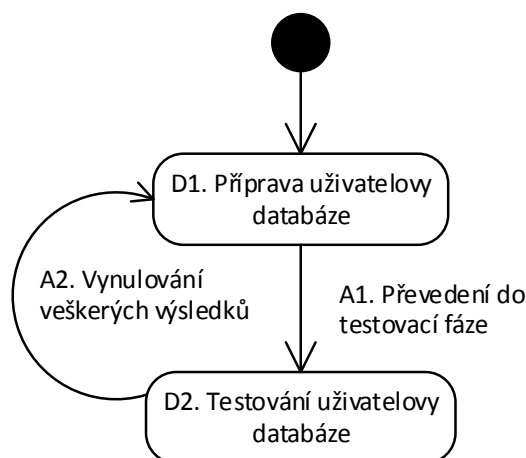 D1. Příprava uživatelovy
databáze
A2. Vynulování
veškerých výsledků
A1. Převedení do
testovací fáze
D2. Testování uživatelovy
databáze